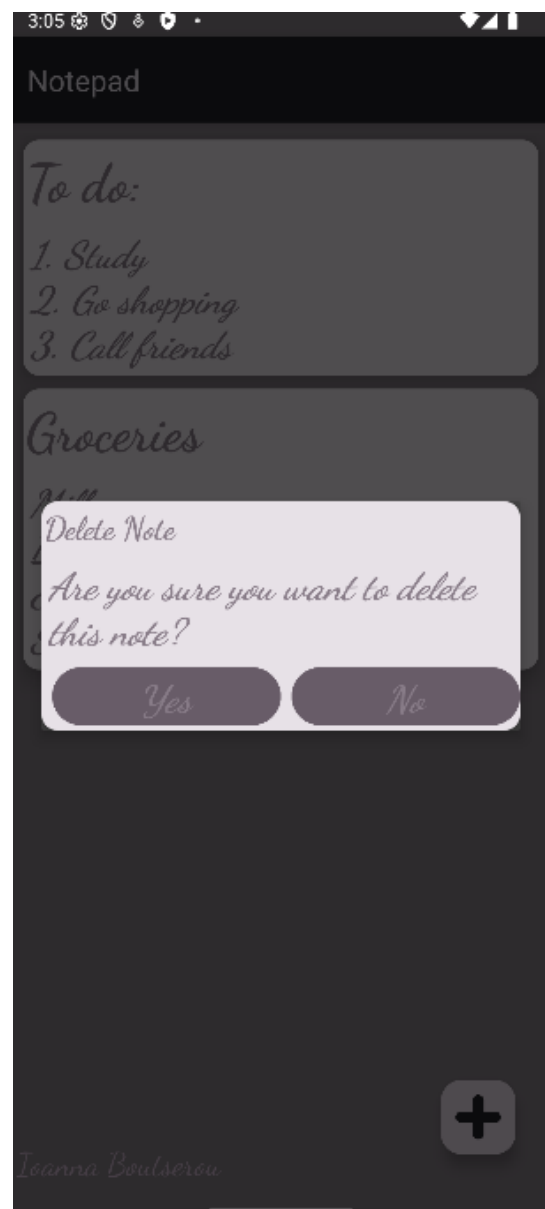 3:05
Notepad
To do:
1. Study
2. Go shopping
3. Call friends
Groceries
Delete Note
Are you sure you want to delete
this note?
Yes
No
Ioanna Boutserou